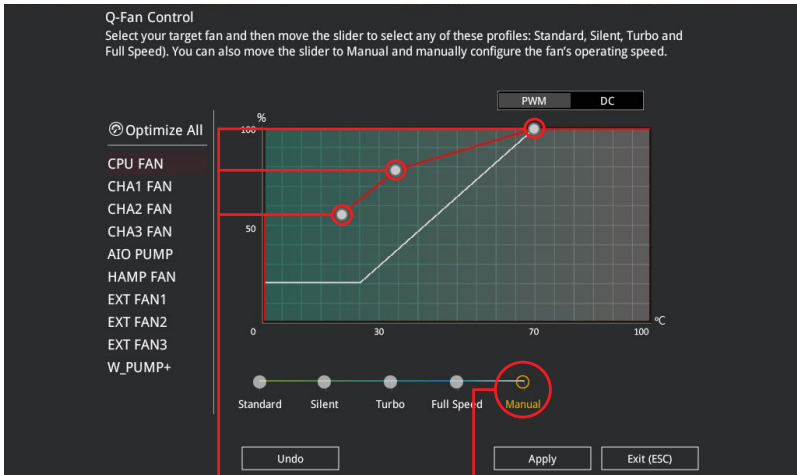 Q-Fan Control
Select your target fan and then move the slider to select any of these profiles: Standard, Silent, Turbo and
Full Speed). You can also move the slider to Manual and manually configure the fan's operating speed.
PWM DC
Optimize All
CPU FAN
CHA1 FAN
CHA2 FAN
CHA3 FAN
AIO PUMP
HAMP FAN
EXT FAN1
EXT FAN2
EXT FAN3
W_PUMP+
%
100
50
0 30 70 100 ºC
Standard Silent Turbo Full Speed Manual
Undo Apply Exit (ESC)